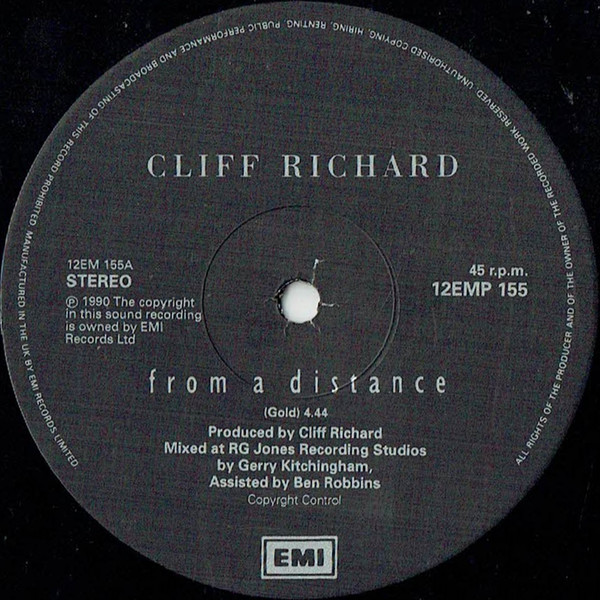 ALL RIGHTS OF THE PRODUCER AND OF THE OWNER OF THE RECORDED WORK RESERVED. UNAUTHORISED COPYING, HIRING, RENTING, PUBLIC PERFORMANCE AND BROADCASTING OF THIS RECORD PROHIBITED. MANUFACTURED IN THE UK BY EMI RECORDS LIMITED
CLIFF RICHARD
12EM 155A
STEREO
℗ 1990 The copyright
in this sound recording
is owned by EMI
Records Ltd
45 r.p.m.
12EMP 155
from a distance
(Gold) 4.44
Produced by Cliff Richard
Mixed at RG Jones Recording Studios
by Gerry Kitchingham,
Assisted by Ben Robbins
Copyrght Control
EMI